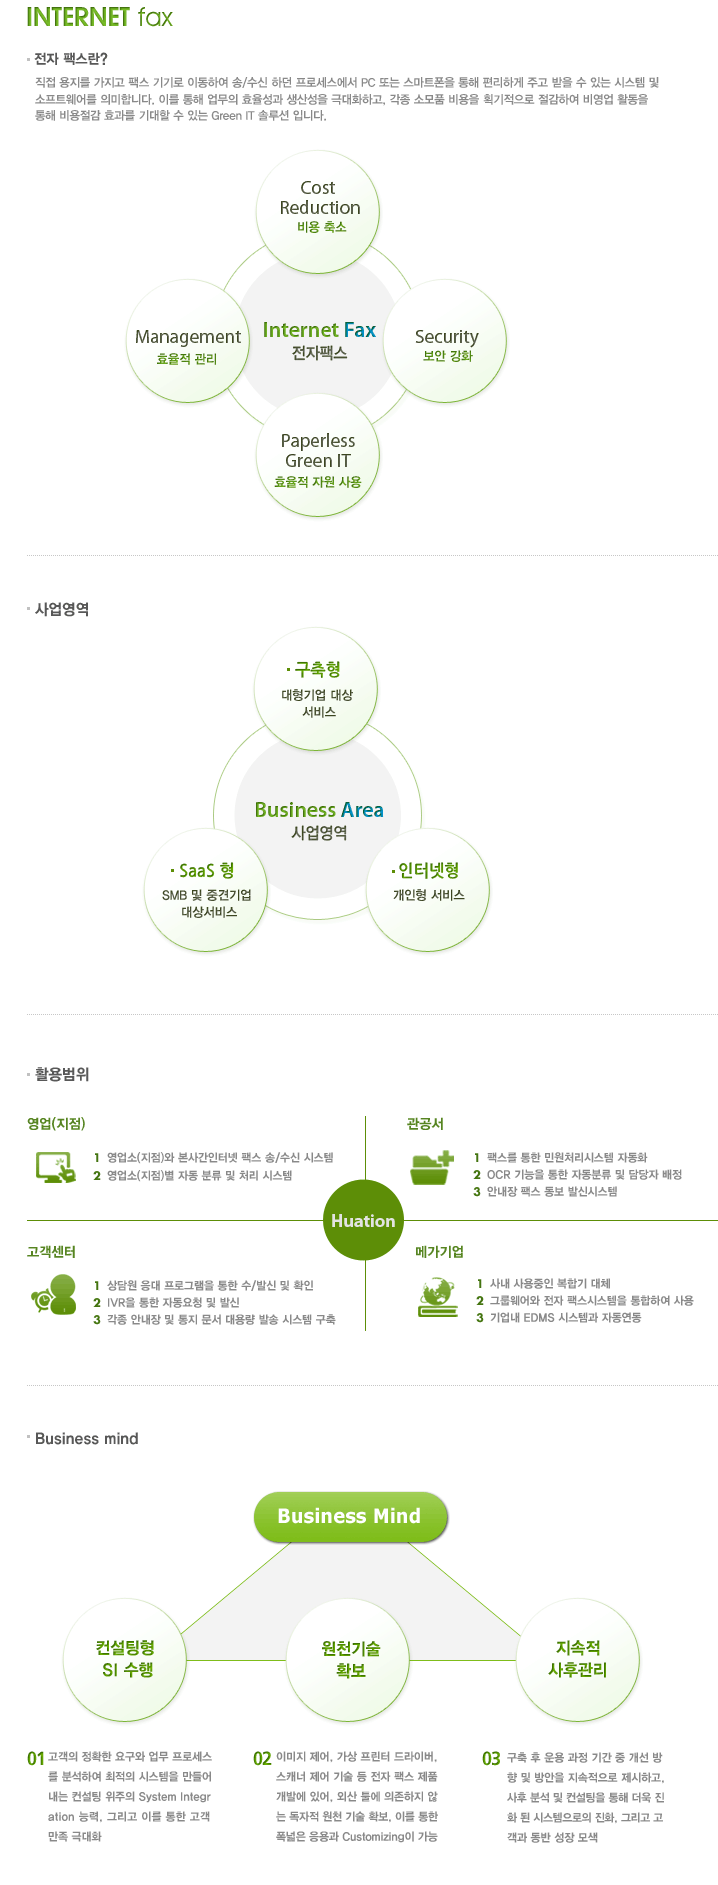 INTERNET fax
전자 팩스란?
직접 용지를 가지고 팩스 기기로 이동하여 송/수신 하던 프로세스에서 PC 또는 스마트폰을 통해 편리하게 주고 받을 수 있는 시스템 및
소프트웨어를 의미합니다. 이를 통해 업무의 효율성과 생산성을 극대화하고, 각종 소모품 비용을 획기적으로 절감하여 비영업 활동을
통해 비용절감 효과를 기대할 수 있는 Green IT 솔루션 입니다.
Cost
Reduction
비용 축소
Management
효율적 관리
Internet Fax
전자팩스
Security
보안 강화
Paperless
Green IT
효율적 자원 사용
사업영역
· 구축형
대형기업 대상
서비스
Business Area
사업영역
· SaaS 형
SMB 및 중견기업
대상서비스
· 인터넷형
개인형 서비스
활용범위
영업(지점)
1 영업소(지점)와 본사간인터넷 팩스 송/수신 시스템
2 영업소(지점)별 자동 분류 및 처리 시스템
관공서
1 팩스를 통한 민원처리시스템 자동화
2 OCR 기능을 통한 자동분류 및 담당자 배정
3 안내장 팩스 통보 발신시스템
Huation
고객센터
1 상담원 응대 프로그램을 통한 수/발신 및 확인
2 IVR을 통한 자동요청 및 발신
3 각종 안내장 및 통지 문서 대용량 발송 시스템 구축
메가기업
1 사내 사용중인 복합기 대체
2 그룹웨어와 전자 팩스시스템을 통합하여 사용
3 기업내 EDMS 시스템과 자동연동
Business mind
Business Mind
컨설팅형
SI 수행
원천기술
확보
지속적
사후관리
01 고객의 정확한 요구와 업무 프로세스
를 분석하여 최적의 시스템을 만들어
내는 컨설팅 위주의 System Integr
ation 능력, 그리고 이를 통한 고객
만족 극대화
02 이미지 제어, 가상 프린터 드라이버,
스캐너 제어 기술 등 전자 팩스 제품
개발에 있어, 외산 툴에 의존하지 않
는 독자적 원천 기술 확보, 이를 통한
폭넓은 응용과 Customizing이 가능
03 구축 후 운용 과정 기간 중 개선 방
향 및 방안을 지속적으로 제시하고,
사후 분석 및 컨설팅을 통해 더욱 진
화 된 시스템으로의 진화, 그리고 고
객과 동반 성장 모색